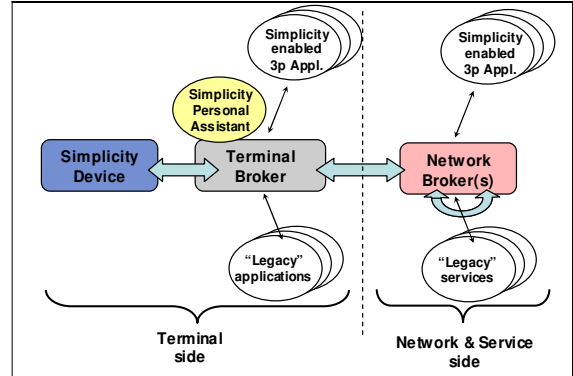 Simplicity
enabled
3p Appl.
Simplicity
enabled
3p Appl.
Simplicity
Personal
Assistant
Simplicity
Device
Terminal
Broker
Network
Broker(s)
“Legacy”
applications
“Legacy”
services
Terminal
side
Network & Service
side